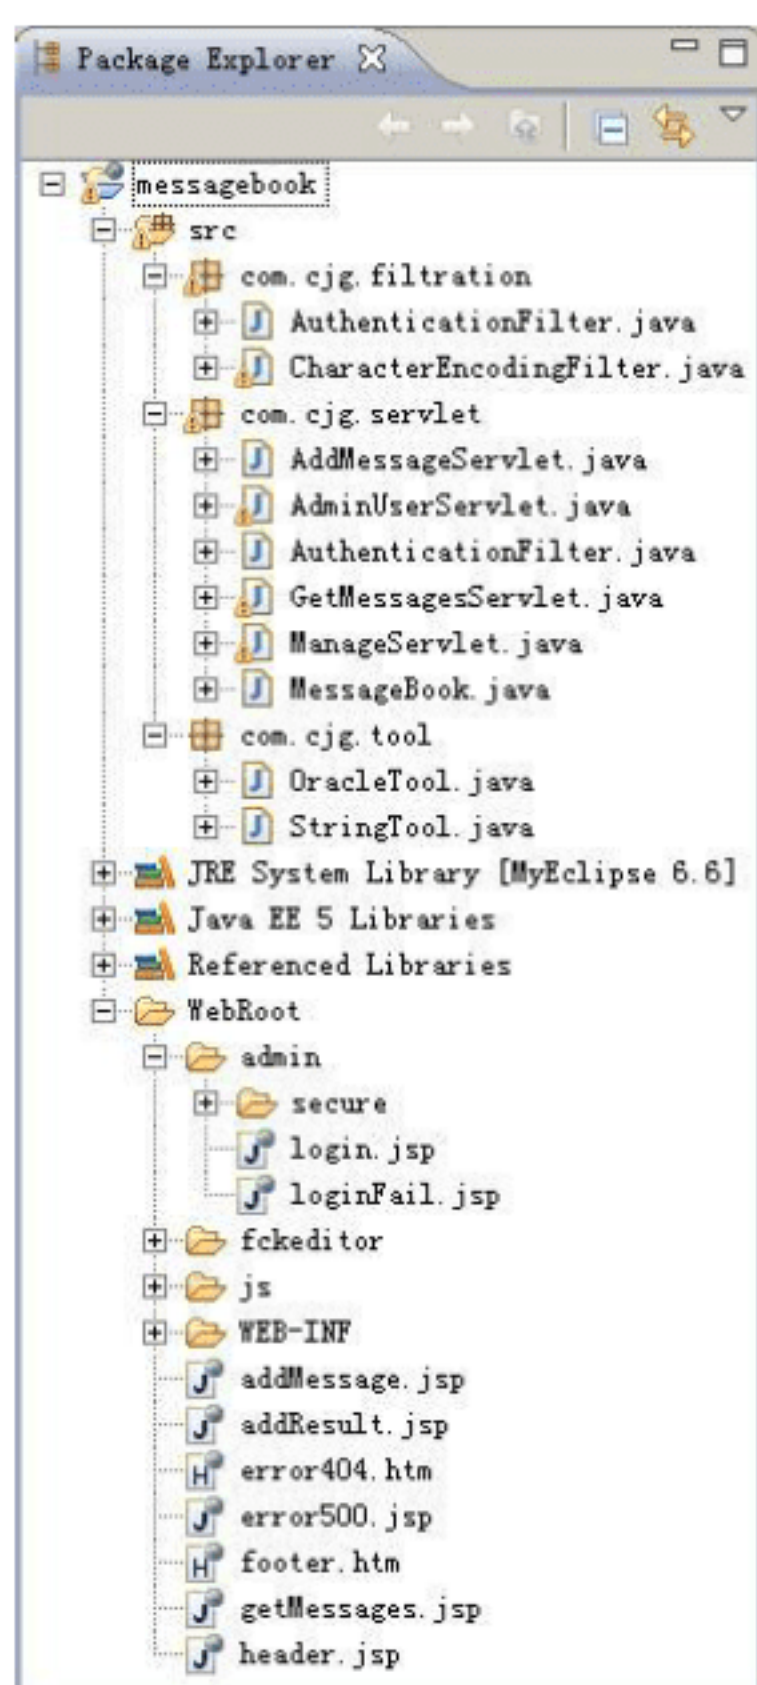 Package Explorer
messagebook
src
com.cjg.filtration
AuthenticationFilter.java
CharacterEncodingFilter.java
com.cjg.servlet
AddMessageServlet.java
AdminUserServlet.java
AuthenticationFilter.java
GetMessagesServlet.java
ManageServlet.java
MessageBook.java
com.cjg.tool
OracleTool.java
StringTool.java
JRE System Library [MyEclipse 6.6]
Java EE 5 Libraries
Referenced Libraries
WebRoot
admin
secure
login.jsp
loginFail.jsp
fckeditor
js
WEB-INF
addMessage.jsp
addResult.jsp
error404.htm
error500.jsp
footer.htm
getMessages.jsp
header.jsp